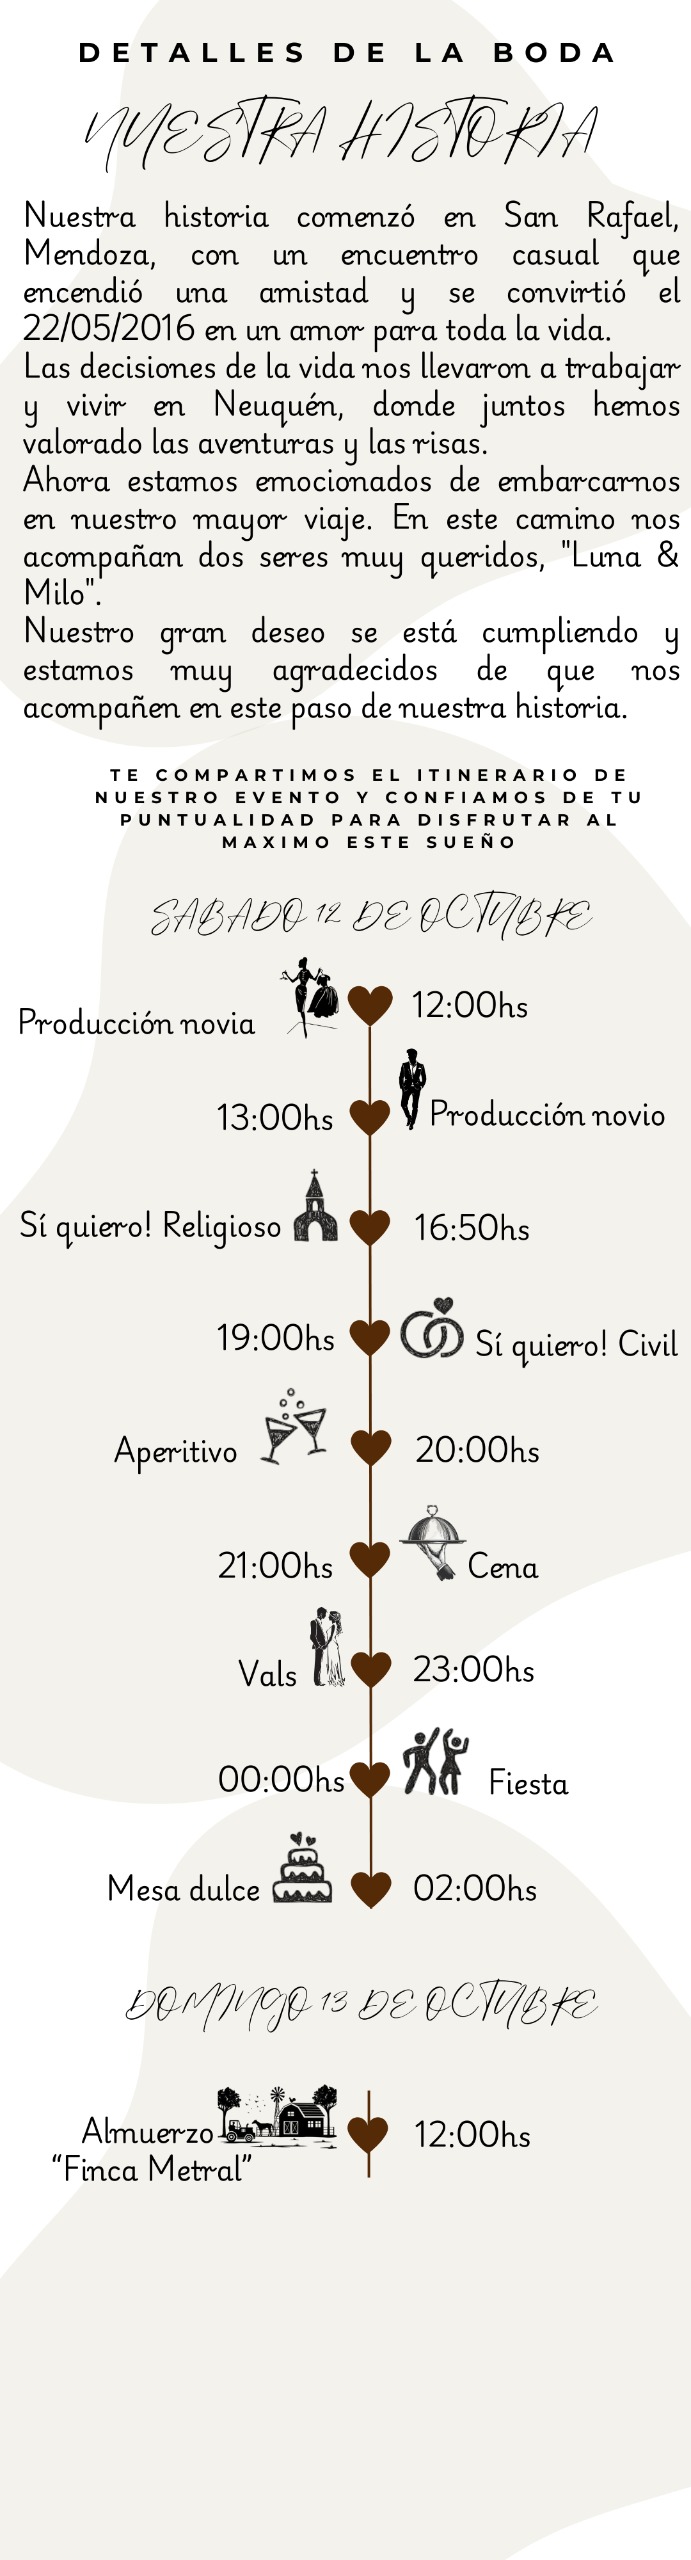 DETALLES DE LA BODA
NUESTRA HISTORIA
Nuestra historia comenzó en San Rafael,
Mendoza, con un encuentro casual que
encendió una amistad y se convirtió el
22/05/2016 en un amor para toda la vida.
Las decisiones de la vida nos llevaron a trabajar
y vivir en Neuquén, donde juntos hemos
valorado las aventuras y las risas.
Ahora estamos emocionados de embarcarnos
en nuestro mayor viaje. En este camino nos
acompañan dos seres muy queridos, "Luna &
Milo".
Nuestro gran deseo se está cumpliendo y
estamos muy agradecidos de que nos
acompañen en este paso de nuestra historia.
TE COMPARTIMOS EL ITINERARIO DE
NUESTRO EVENTO Y CONFIAMOS DE TU
PUNTUALIDAD PARA DISFRUTAR AL
MAXIMO ESTE SUEÑO
SABADO 12 DE OCTUBRE
Producción novia 12:00hs
13:00hs Producción novio
Sí quiero! Religioso 16:50hs
19:00hs Sí quiero! Civil
Aperitivo 20:00hs
21:00hs Cena
Vals 23:00hs
00:00hs Fiesta
Mesa dulce 02:00hs
DOMINGO 13 DE OCTUBRE
Almuerzo 12:00hs
“Finca Metral”